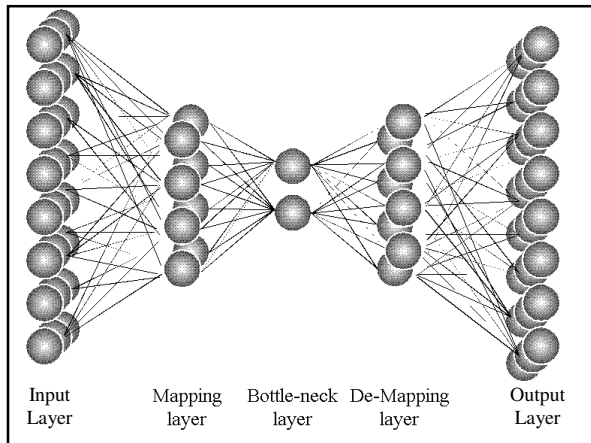 Input
Layer
Mapping
layer
Bottle-neck
layer
De-Mapping
layer
Output
Layer